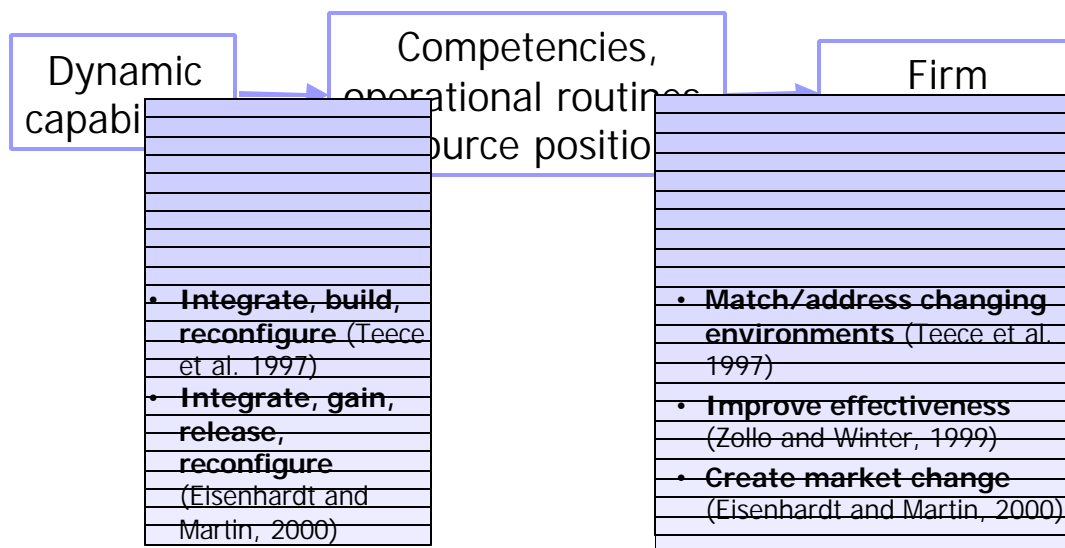 Dynamic
capabi
Competencies,
operational routines
ource positio
Firm
• Integrate, build,
reconfigure (Teece
et al. 1997)
• Integrate, gain,
release,
reconfigure
(Eisenhardt and
Martin, 2000)
• Match/address changing
environments (Teece et al.
1997)
• Improve effectiveness
(Zollo and Winter, 1999)
• Create market change
(Eisenhardt and Martin, 2000)